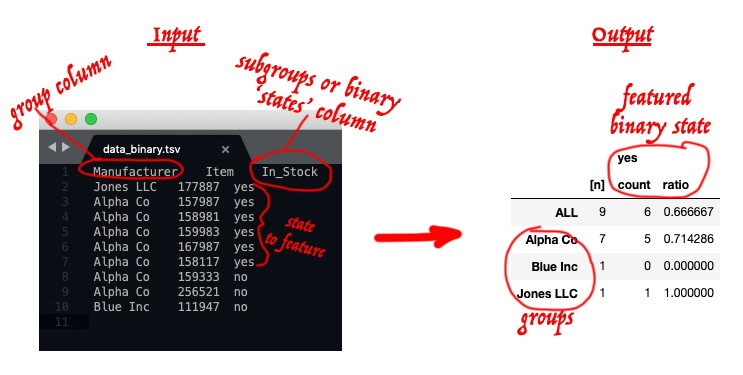 Input
Output
group column
subgroups or binary
'states' column
data_binary.tsv ×
1 Manufacturer Item In_Stock
2 Jones LLC 177887 yes
3 Alpha Co 157987 yes
4 Alpha Co 158981 yes
5 Alpha Co 159983 yes
6 Alpha Co 167987 yes
7 Alpha Co 158117 yes
8 Alpha Co 159333 no
9 Alpha Co 256521 no
10 Blue Inc 111947 no
11
state
to feature
featured
binary state
yes
[n] count ratio
ALL 9 6 0.666667
Alpha Co 7 5 0.714286
Blue Inc 1 0 0.000000
Jones LLC 1 1 1.000000
groups